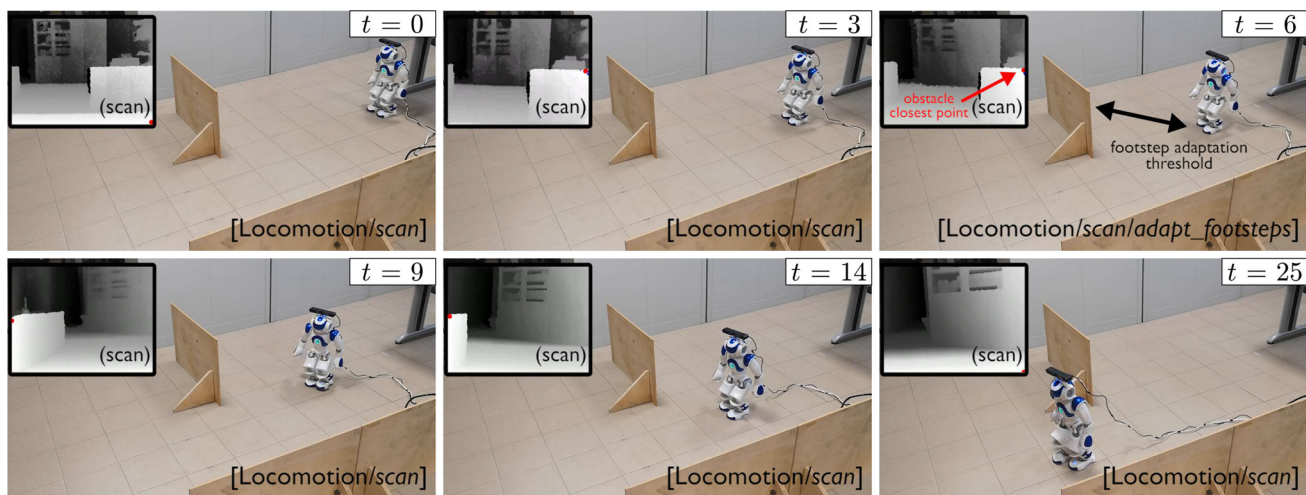 t = 0
(scan)
[Locomotion/scan]
t = 3
(scan)
[Locomotion/scan]
t = 6
obstacle
closest point
(scan)
footstep adaptation
threshold
[Locomotion/scan/adapt_footsteps]
t = 9
(scan)
[Locomotion/scan]
t = 14
(scan)
[Locomotion/scan]
t = 25
(scan)
[Locomotion/scan]